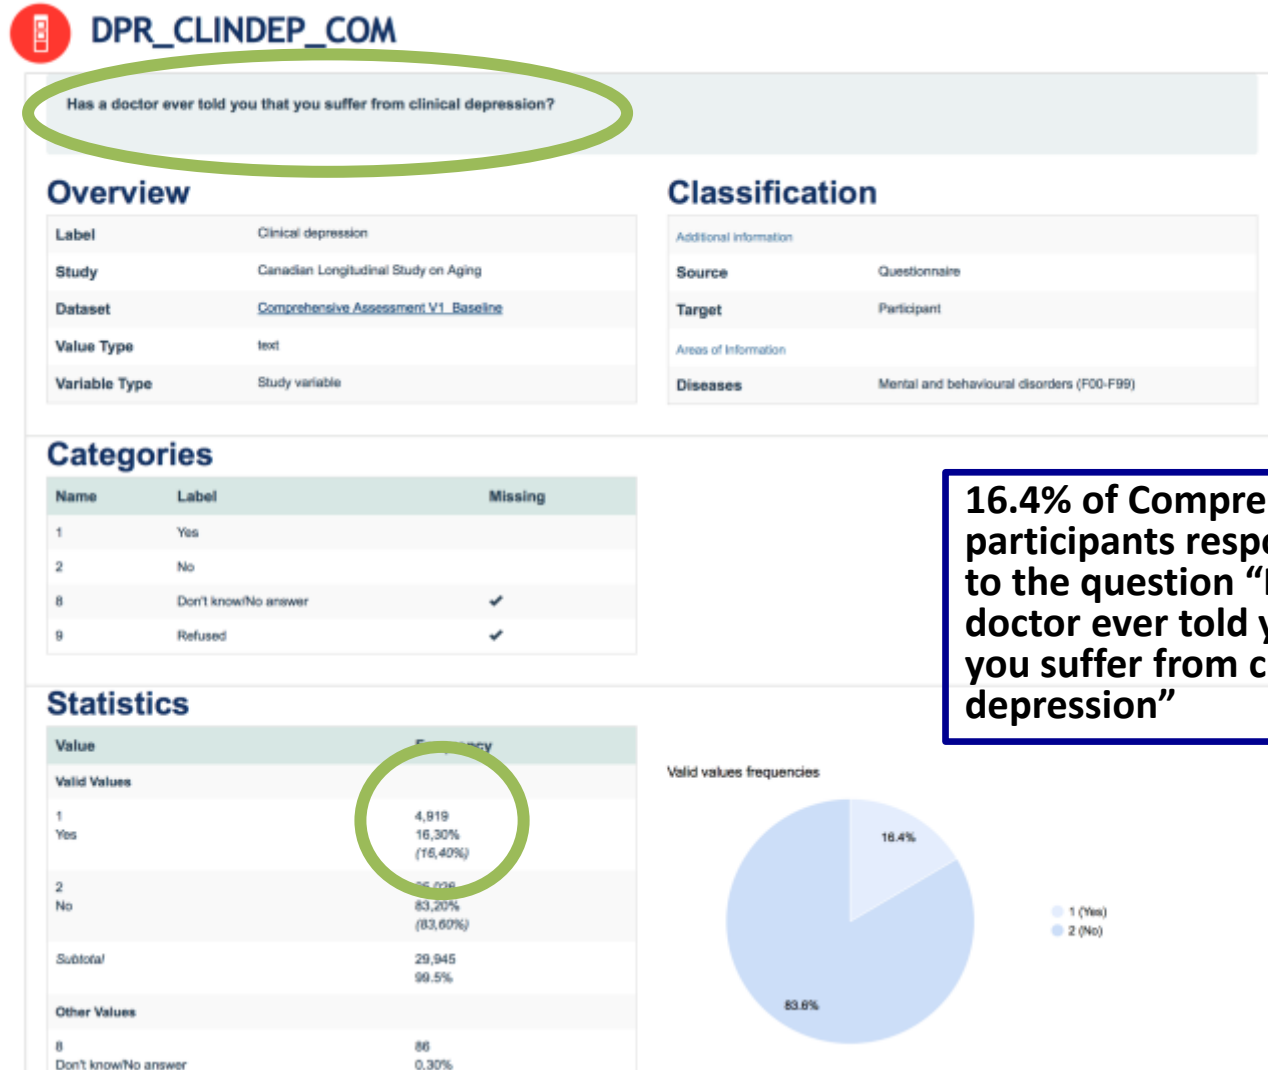 DPR_CLINDEP_COM
Has a doctor ever told you that you suffer from clinical depression?
Overview
Label Clinical depression
Study Canadian Longitudinal Study on Aging
Dataset Comprehensive Assessment V1_Baseline
Value Type text
Variable Type Study variable
Classification
Additional information
Source Questionnaire
Target Participant
Areas of Information
Diseases Mental and behavioural disorders (F00-F99)
Categories
Name Label Missing
1 Yes
2 No
8 Don't know/No answer ✔
9 Refused ✔
16.4% of
participants
to the question
doctor ever told
you suffer from
depression”
Statistics
Value
Valid Values
1 4,919
Yes 16,30%
(16,40%)
2
No 83,20%
(83,60%)
Subtotal 29,945
99.5%
Other Values
8 86
Don't know/No answer 0.30%
Valid values frequencies
16.4%
83.6%
1 (Yes)
2 (No)